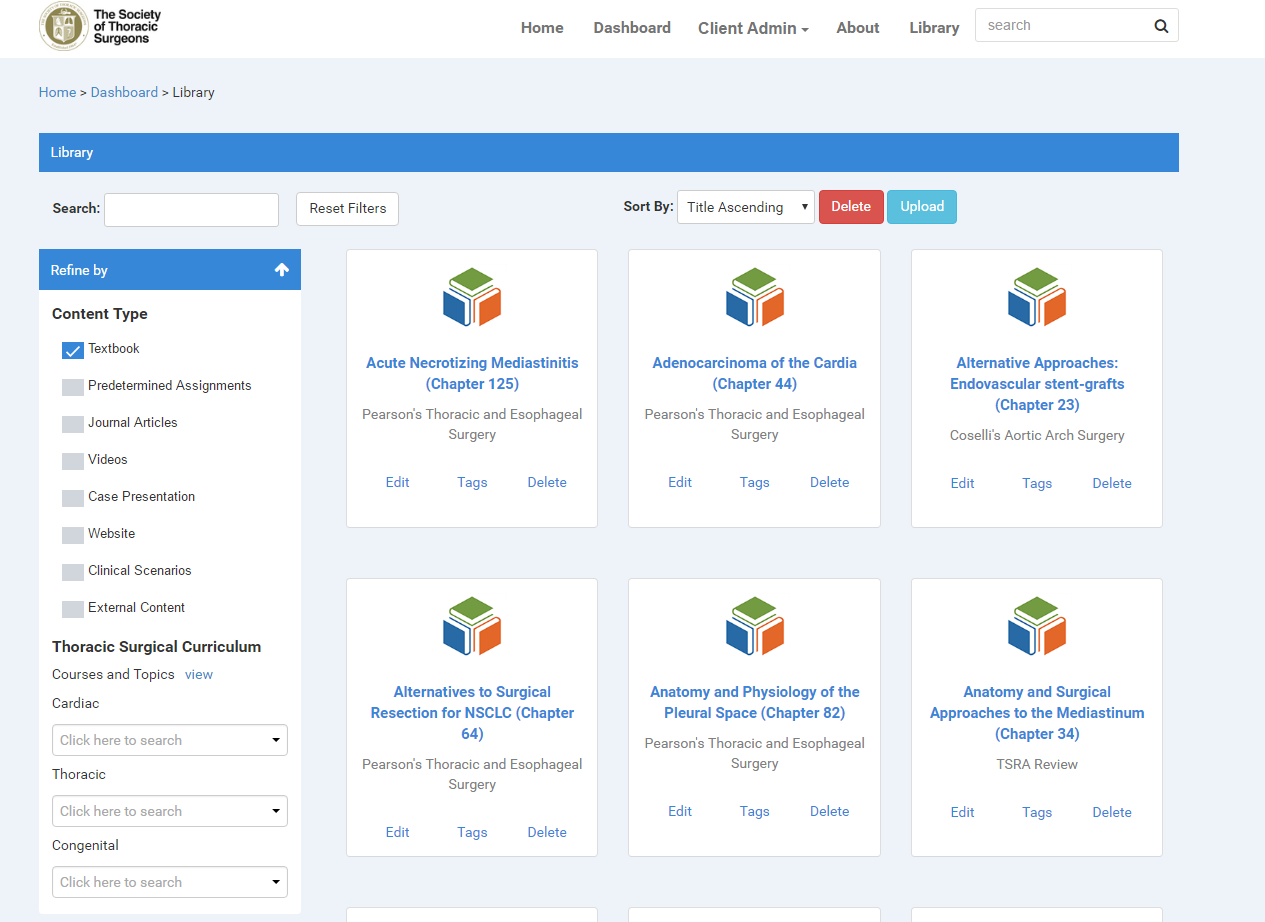 The Society
of Thoracic
Surgeons
Home
Dashboard
Client Admin
About
Library
search
Home > Dashboard > Library
Library
Search:
Reset Filters
Sort By:
Title Ascending
Delete
Upload
Refine by
Content Type
Textbook
Predetermined Assignments
Journal Articles
Videos
Case Presentation
Website
Clinical Scenarios
External Content
Thoracic Surgical Curriculum
Courses and Topics view
Cardiac
Click here to search
Thoracic
Click here to search
Congenital
Click here to search
Acute Necrotizing Mediastinitis
(Chapter 125)
Pearson's Thoracic and Esophageal
Surgery
Edit Tags Delete
Adenocarcinoma of the Cardia
(Chapter 44)
Pearson's Thoracic and Esophageal
Surgery
Edit Tags Delete
Alternative Approaches:
Endovascular stent-grafts
(Chapter 23)
Coselli's Aortic Arch Surgery
Edit Tags Delete
Alternatives to Surgical
Resection for NSCLC (Chapter
64)
Pearson's Thoracic and Esophageal
Surgery
Edit Tags Delete
Anatomy and Physiology of the
Pleural Space (Chapter 82)
Pearson's Thoracic and Esophageal
Surgery
Edit Tags Delete
Anatomy and Surgical
Approaches to the Mediastinum
(Chapter 34)
TSRA Review
Edit Tags Delete